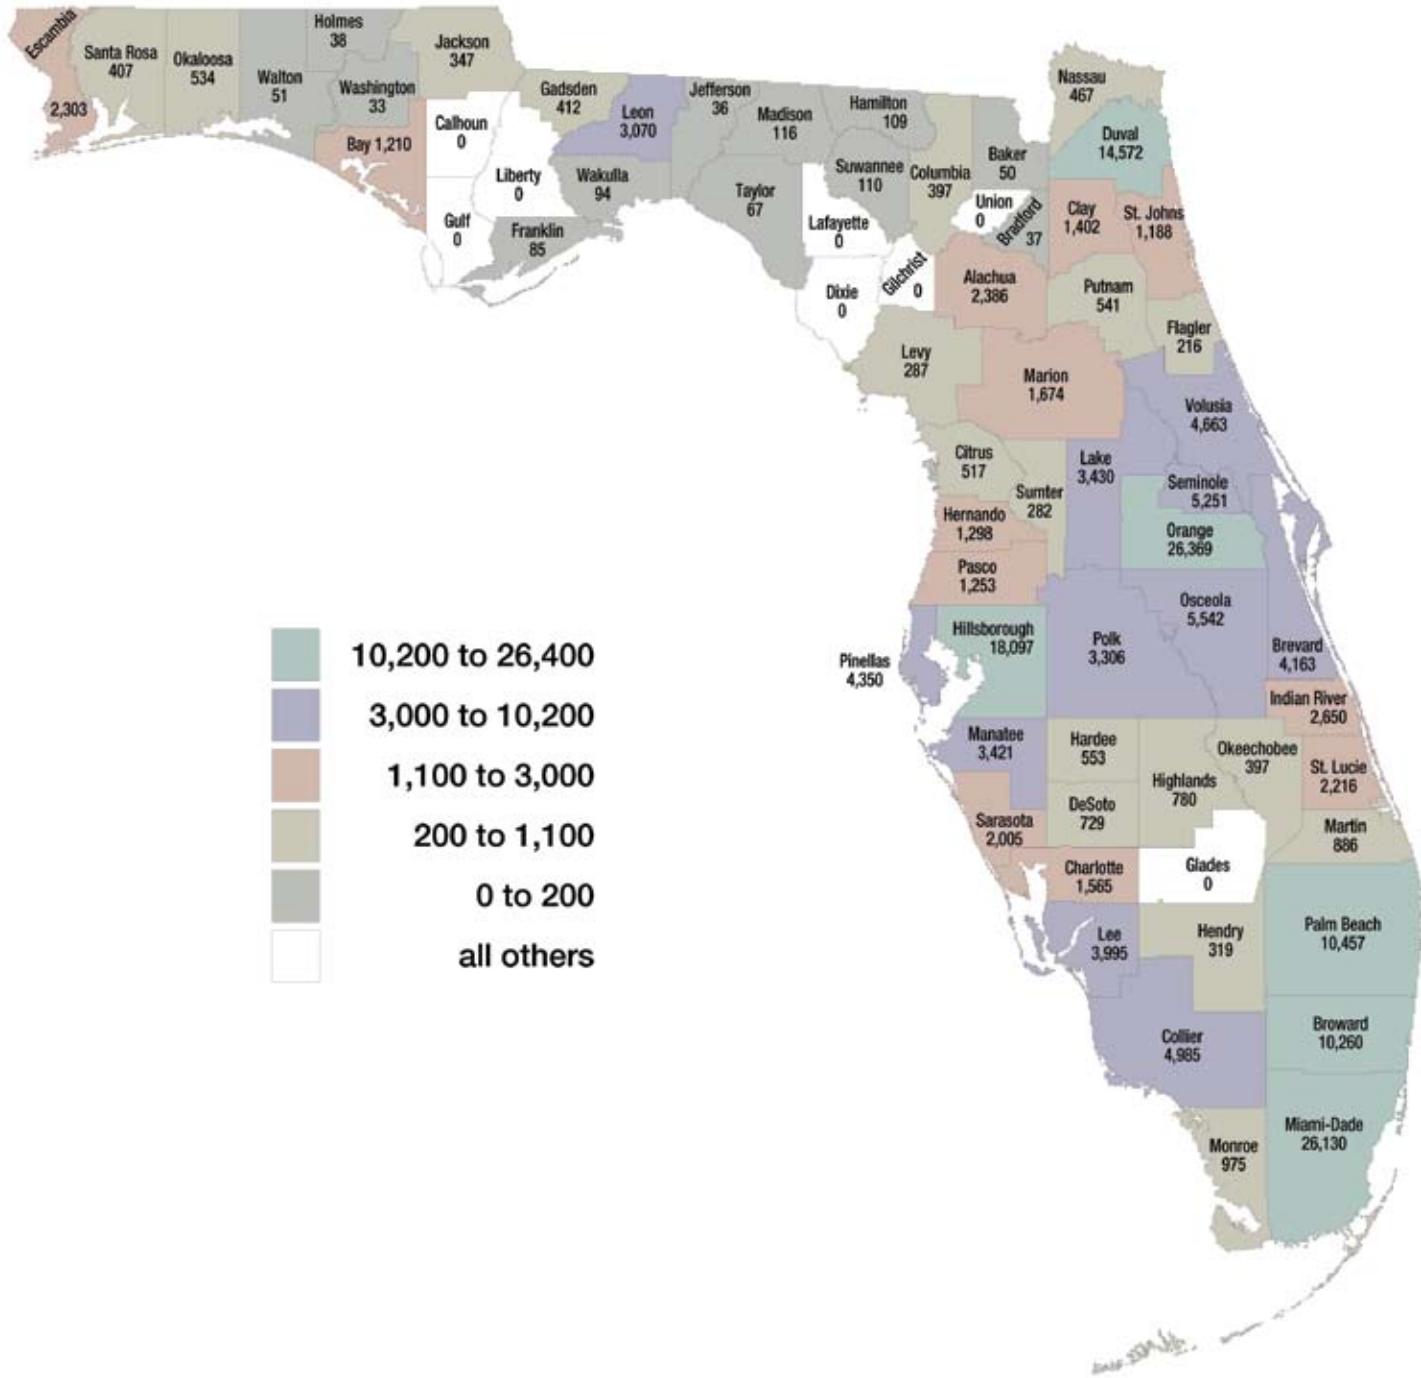 Escambia
2,303
Santa Rosa
407
Okaloosa
534
Walton
51
Holmes
38
Washington
33
Bay 1,210
Jackson
347
Calhoun
0
Gulf
0
Liberty
0
Gadsden
412
Franklin
85
Leon
3,070
Wakulla
94
Jefferson
36
Madison
116
Taylor
67
Hamilton
109
Suwannee
110
Lafayette
0
Dixie
0
Columbia
397
Gilchrist
0
Baker
50
Union
0
Bradford
37
Nassau
467
Duval
14,572
Clay
1,402
St. Johns
1,188
Alachua
2,386
Putnam
541
Flagler
216
Levy
287
Marion
1,674
Volusia
4,663
Citrus
517
Sumter
282
Lake
3,430
Seminole
5,251
Orange
26,369
Hernando
1,298
Pasco
1,253
Pinellas
4,350
Hillsborough
18,097
Polk
3,306
Osceola
5,542
Brevard
4,163
Indian River
2,650
Manatee
3,421
Hardee
553
Highlands
780
Okeechobee
397
St. Lucie
2,216
Sarasota
2,005
DeSoto
729
Martin
886
Charlotte
1,565
Glades
0
Lee
3,995
Hendry
319
Palm Beach
10,457
Broward
10,260
Collier
4,985
Miami-Dade
26,130
Monroe
975
10,200 to 26,400
3,000 to 10,200
1,100 to 3,000
200 to 1,100
0 to 200
all others